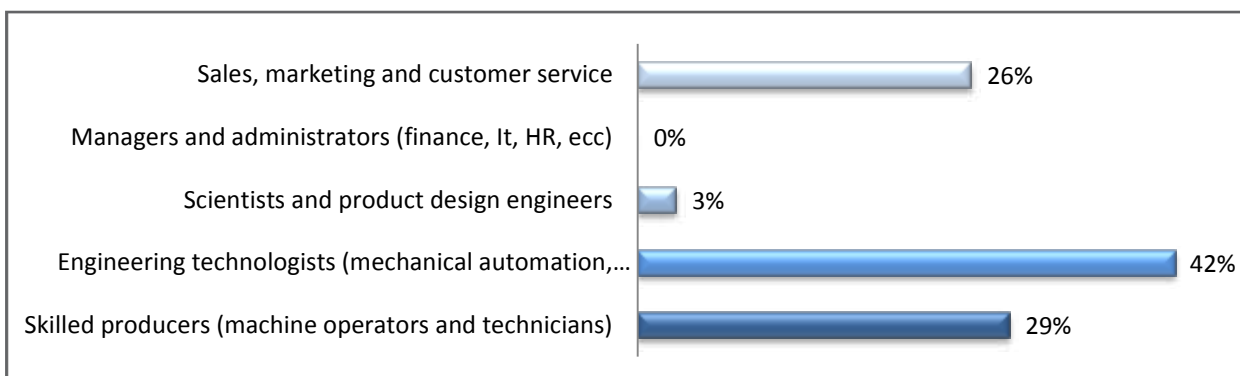 Sales, marketing and customer service 26%
Managers and administrators (finance, It, HR, ecc) 0%
Scientists and product design engineers 3%
Engineering technologists (mechanical automation,... 42%
Skilled producers (machine operators and technicians) 29%